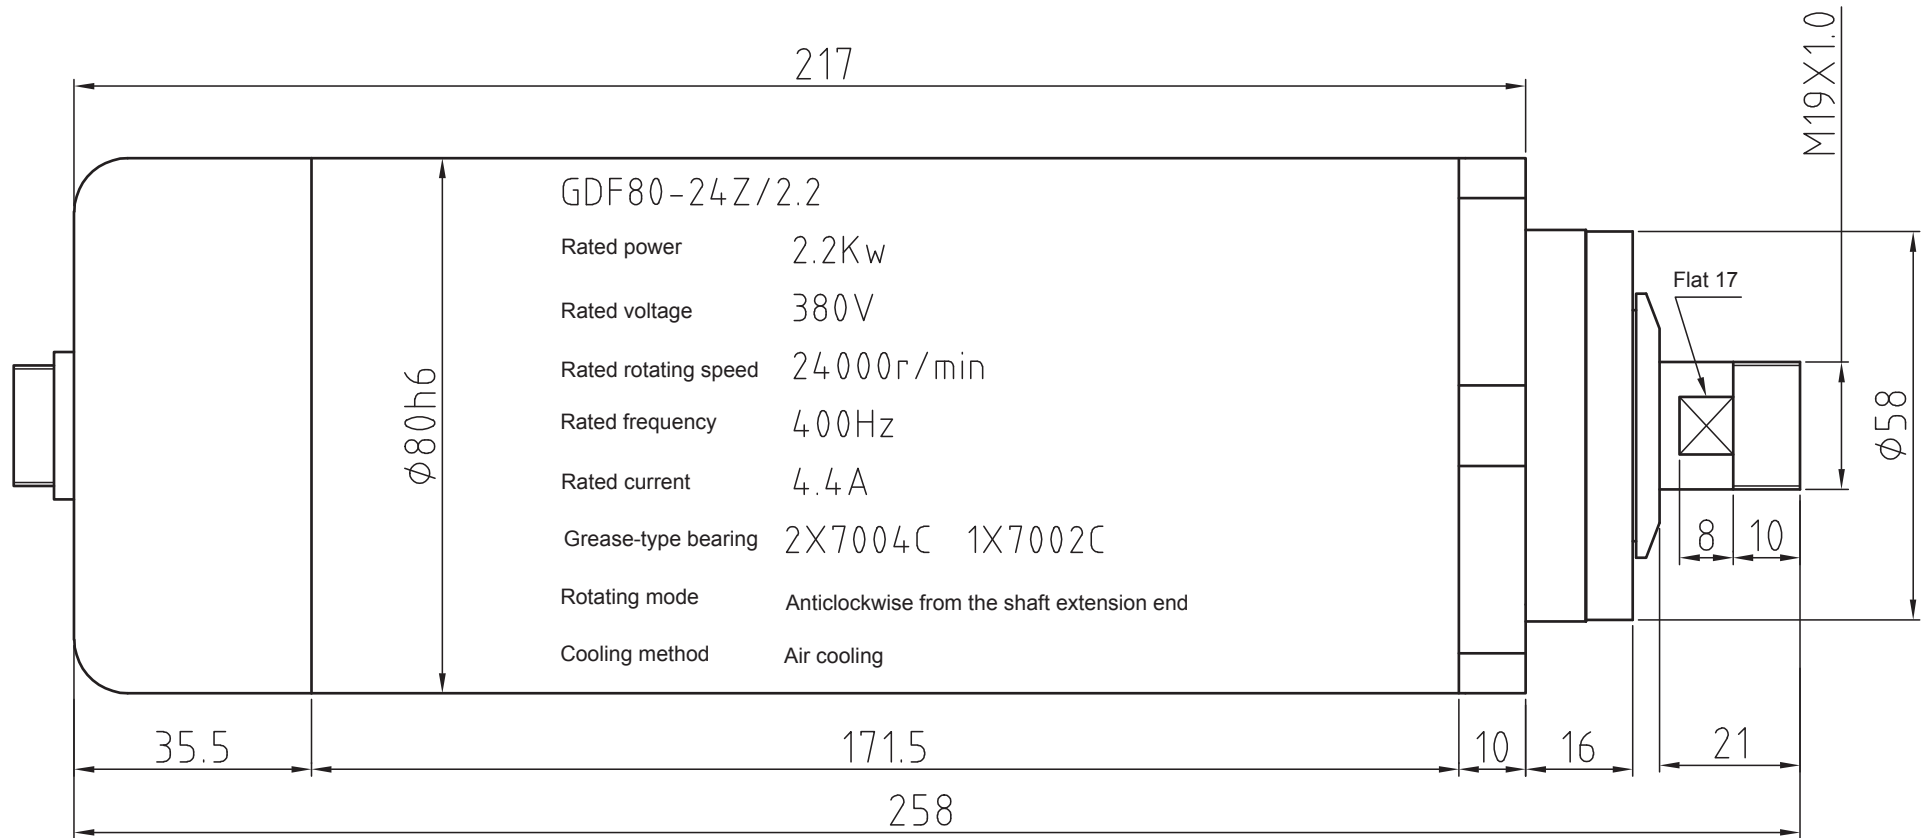 217
M19X1.0
GDF80-24Z/2.2
Rated power 2.2Kw
Flat 17
Rated voltage 380V
Rated rotating speed 24000r/min
ϕ80h6
Rated frequency 400Hz
ϕ58
Rated current 4.4A
Grease-type bearing 2X7004C 1X7002C
8 10
Rotating mode Anticlockwise from the shaft extension end
Cooling method Air cooling
35.5 171.5 10 16 21
258